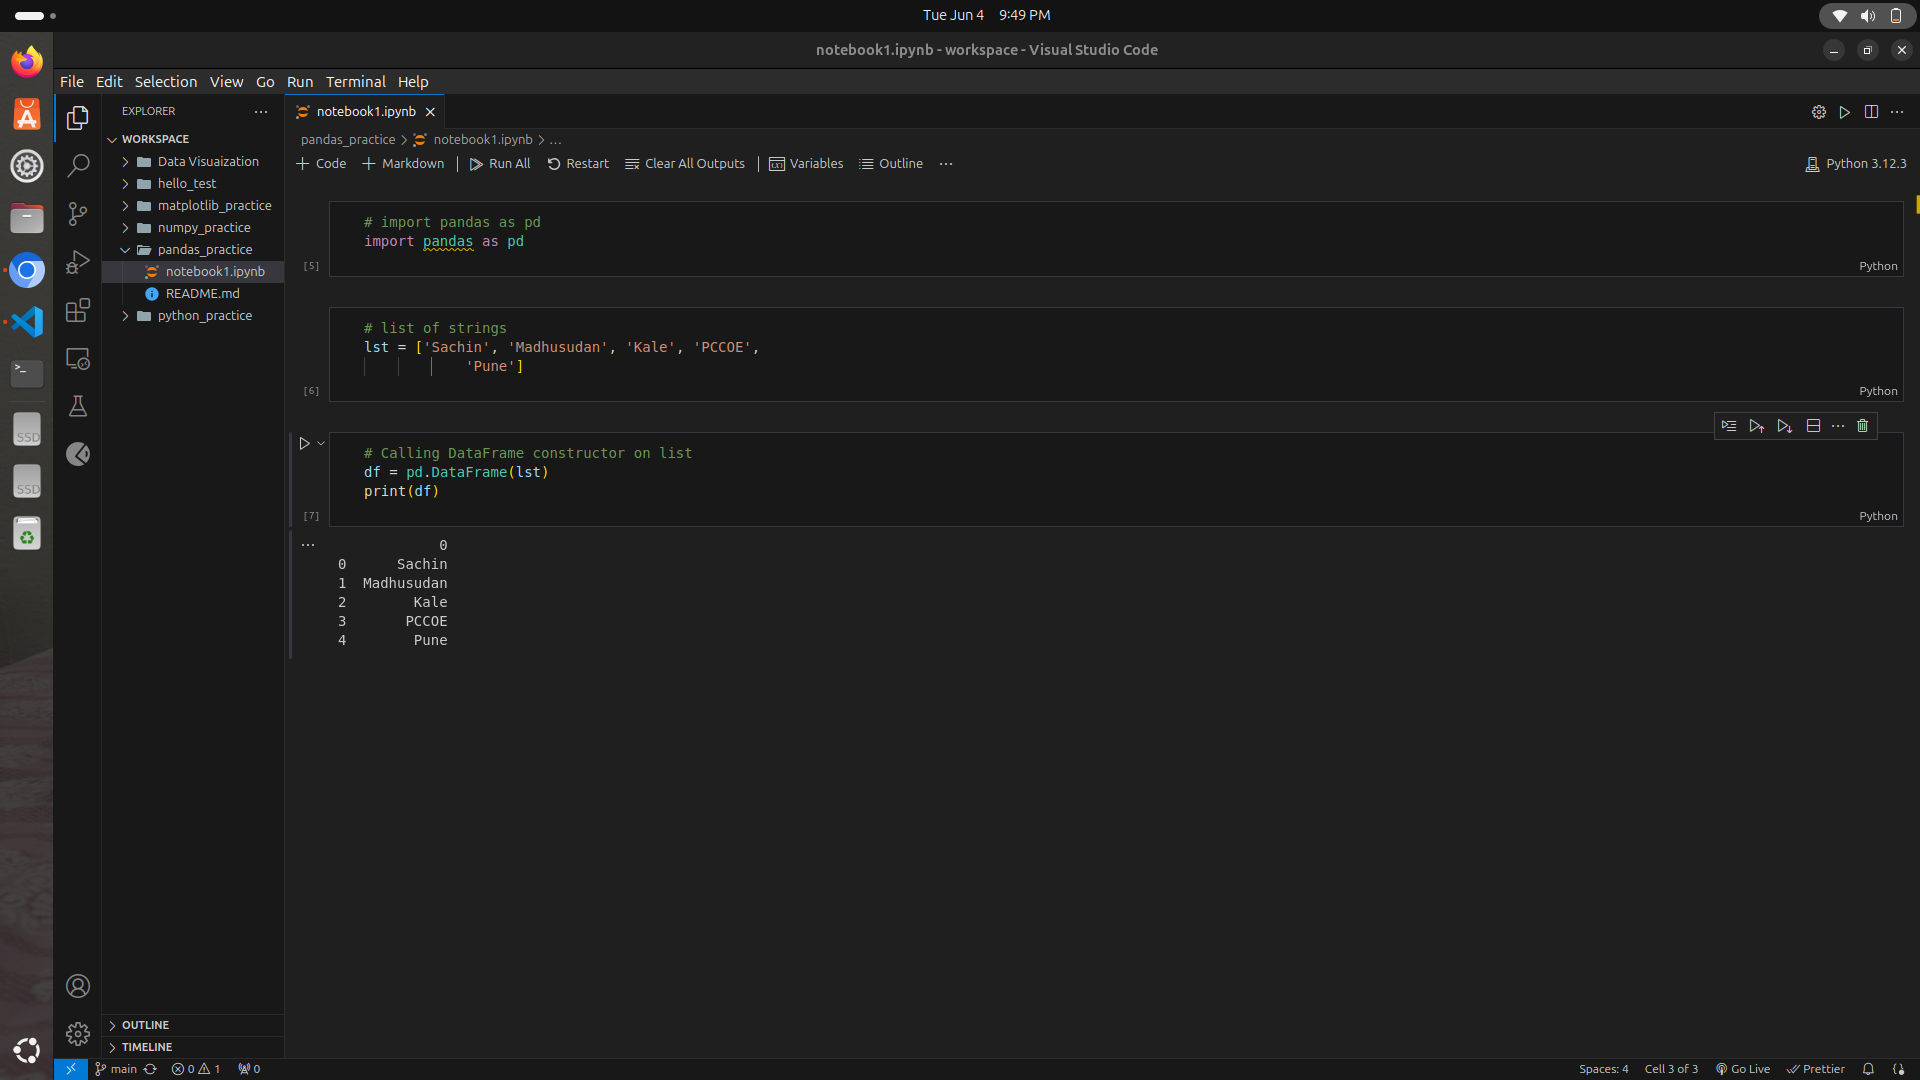 Tue Jun 4 9:49 PM
notebook1.ipynb - workspace - Visual Studio Code
File Edit Selection View Go Run Terminal Help
EXPLORER
WORKSPACE
Data Visuaization
hello_test
matplotlib_practice
numpy_practice
pandas_practice
notebook1.ipynb
README.md
python_practice
OUTLINE
TIMELINE
SSD
SSD
notebook1.ipynb
pandas_practice > notebook1.ipynb > ...
+ Code + Markdown | Run All Restart Clear All Outputs | Variables Outline ...
Python 3.12.3
# import pandas as pd
import pandas as pd
[5]
Python
# list of strings
lst = ['Sachin', 'Madhusudan', 'Kale', 'PCCOE',
'Pune']
[6]
Python
# Calling DataFrame constructor on list
df = pd.DataFrame(lst)
print(df)
[7]
Python
0
0 Sachin
1 Madhusudan
2 Kale
3 PCCOE
4 Pune
main 0 1 0
Spaces: 4 Cell 3 of 3 Go Live Prettier